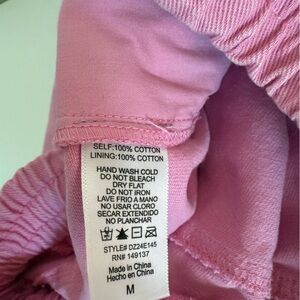 SELF:100% COTTON
LINING:100% COTTON
HAND WASH COLD
DO NOT BLEACH
DRY FLAT
DO NOT IRON
LAVE FRIO A MANO
NO USAR CLORO
SECAR EXTENDIDO
NO PLANCHAR
STYLE# DZ24E145
RN# 149137
Made in China
Hecho en China
M